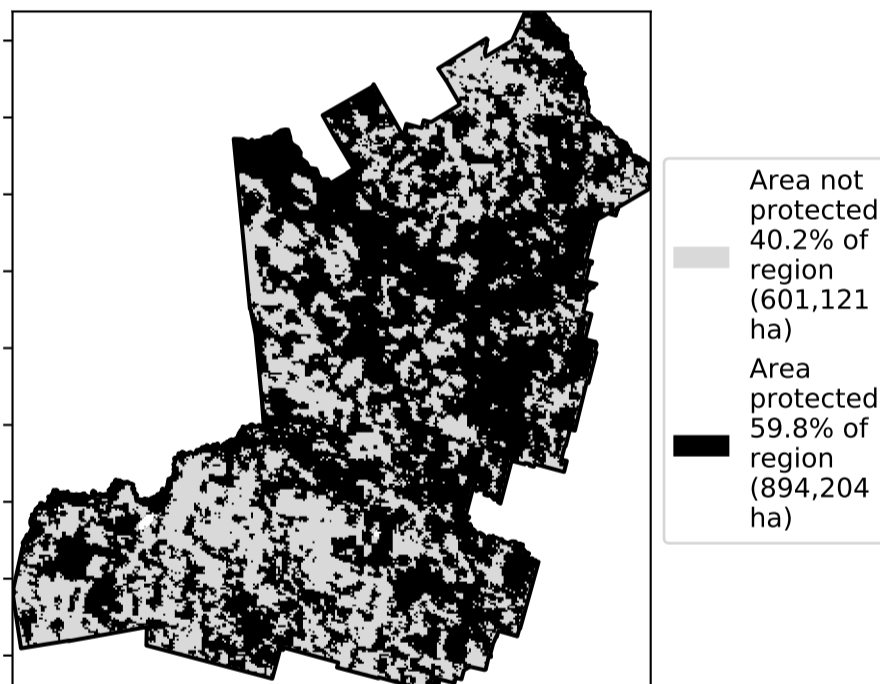 Area not
protected
40.2% of
region
(601,121
ha)
Area
protected
59.8% of
region
(894,204
ha)